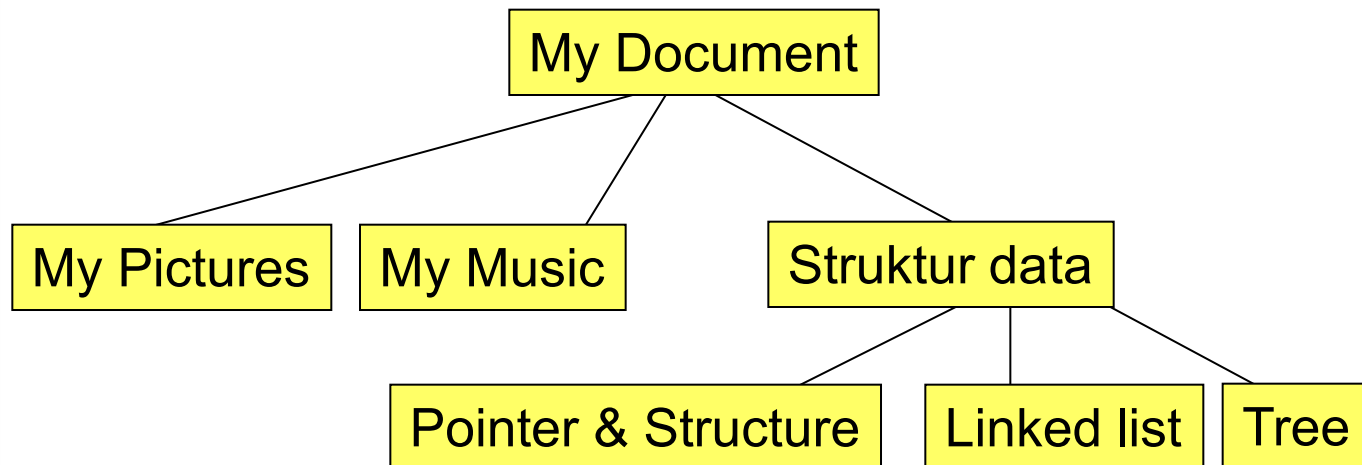 My Document
My Pictures
My Music
Struktur data
Pointer & Structure
Linked list
Tree